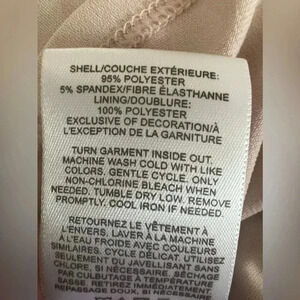 SHELL/COUCHE EXTÉRIEURE:
95% POLYESTER
5% SPANDEX/FIBRE ÉLASTHANNE
LINING/DOUBLURE:
100% POLYESTER
EXCLUSIVE OF DECORATION/À
L'EXCEPTION DE LA GARNITURE
TURN GARMENT INSIDE OUT.
MACHINE WASH COLD WITH LIKE
COLORS. GENTLE CYCLE. ONLY
NON-CHLORINE BLEACH WHEN
NEEDED. TUMBLE DRY LOW. REMOVE
PROMPTLY. COOL IRON IF NEEDED.
RETOURNEZ LE VÊTEMENT À
L'ENVERS. LAVER À LA MACHINE
À L'EAU FROIDE AVEC COULEURS
SIMILAIRES. CYCLE DÉLICAT. UTILISEZ
SEULEMENT DU JAVELLISANT SANS
CHLOR, SI NÉCESSAIRE. SÉCHAGE
PAR CULBUTAGE À TEMPÉRATURE
BASSE. RETIREZ IMMÉDIATEMENT
REPASSAGE DOUX, SI NÉCESSAIRE.